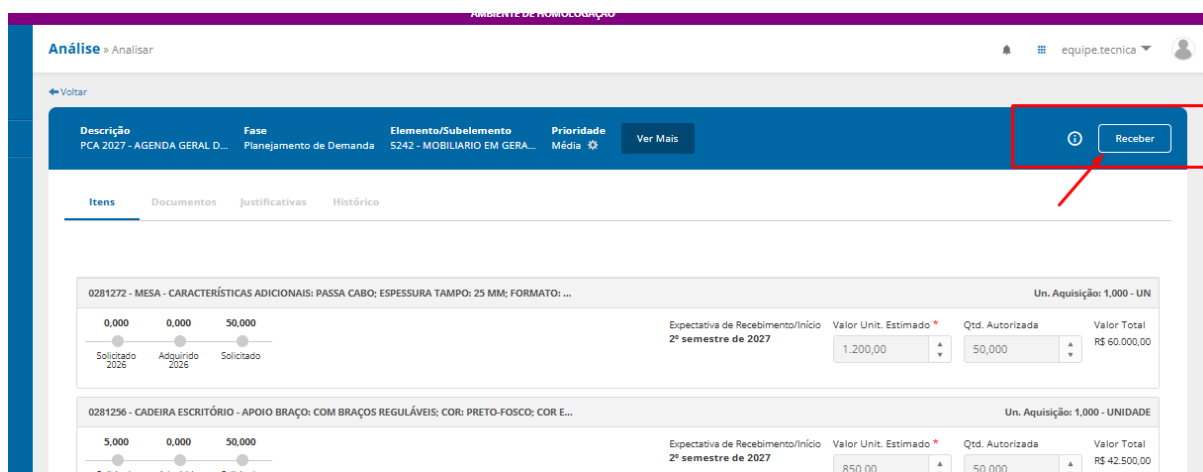 AMBIENTE DE HOMOLOGAÇÃO
Análise » Analisar
equipe.tecnica
Voltar
Descrição Fase Elemento/Subelemento Prioridade
PCA 2027 - AGENDA GERAL D... Planejamento de Demanda 5242 - MOBILIARIO EM GERA... Média
Ver Mais
Receber
Itens Documentos Justificativas Histórico
0281272 - MESA - CARACTERÍSTICAS ADICIONAIS: PASSA CABO; ESPESSURA TAMPO: 25 MM; FORMATO: ... Un. Aquisição: 1,000 - UN
0,000 0,000 50,000 Expectativa de Recebimento/Início Valor Unit. Estimado * Qtd. Autorizada Valor Total
2º semestre de 2027 1.200,00 50,000 R$ 60.000,00
Solicitado Adquirido Solicitado
2026 2026
0281256 - CADEIRA ESCRITÓRIO - APOIO BRAÇO: COM BRAÇOS REGULÁVEIS; COR: PRETO-FOSCO; COR E... Un. Aquisição: 1,000 - UNIDADE
5,000 0,000 50,000 Expectativa de Recebimento/Início Valor Unit. Estimado * Qtd. Autorizada Valor Total
2º semestre de 2027 850,00 50,000 R$ 42.500,00